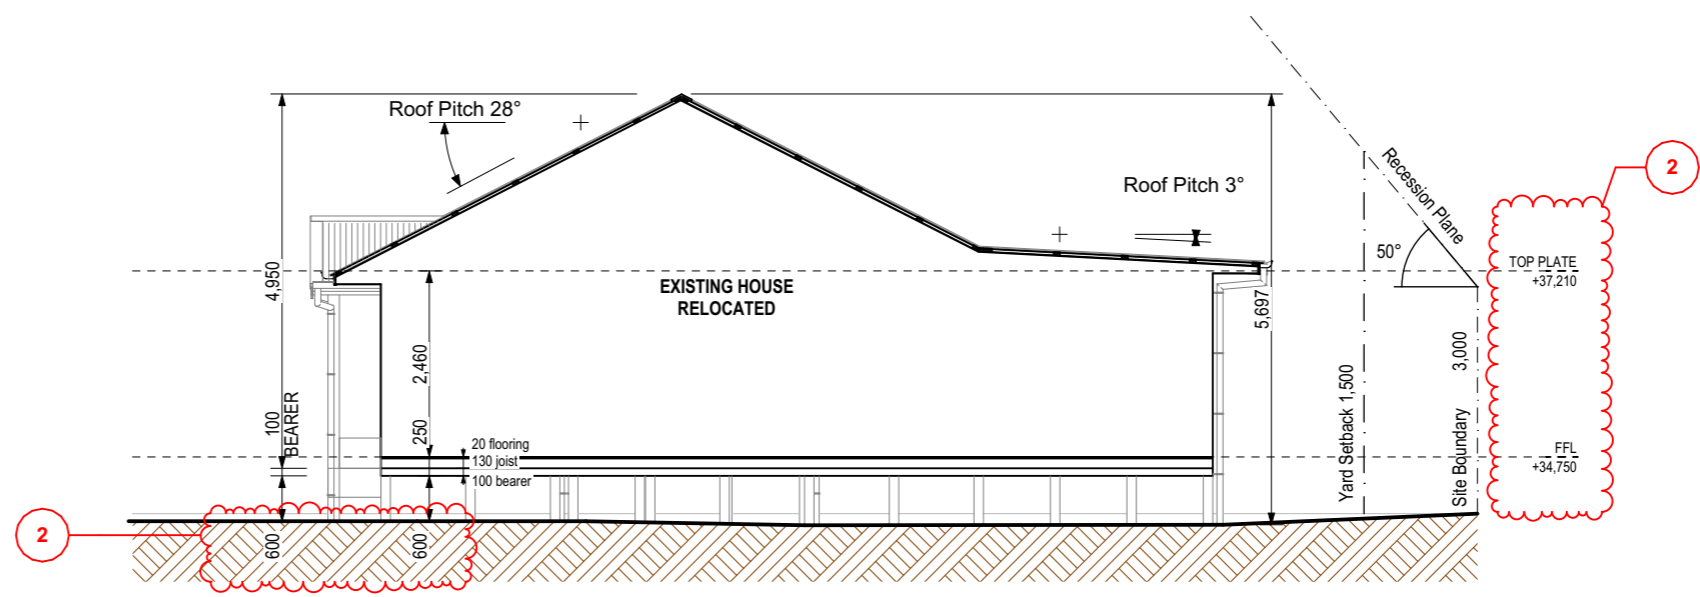 Roof Pitch 28°
2
Recession Plane
Roof Pitch 3°
50°
TOP PLATE
+37,210
4,950
EXISTING HOUSE
RELOCATED
5,697
2,460
3,000
Yard Setback 1,500
Site Boundary
100
BEARER
250
20 flooring
130 joist
100 bearer
FFL
+34,750
2
600
600